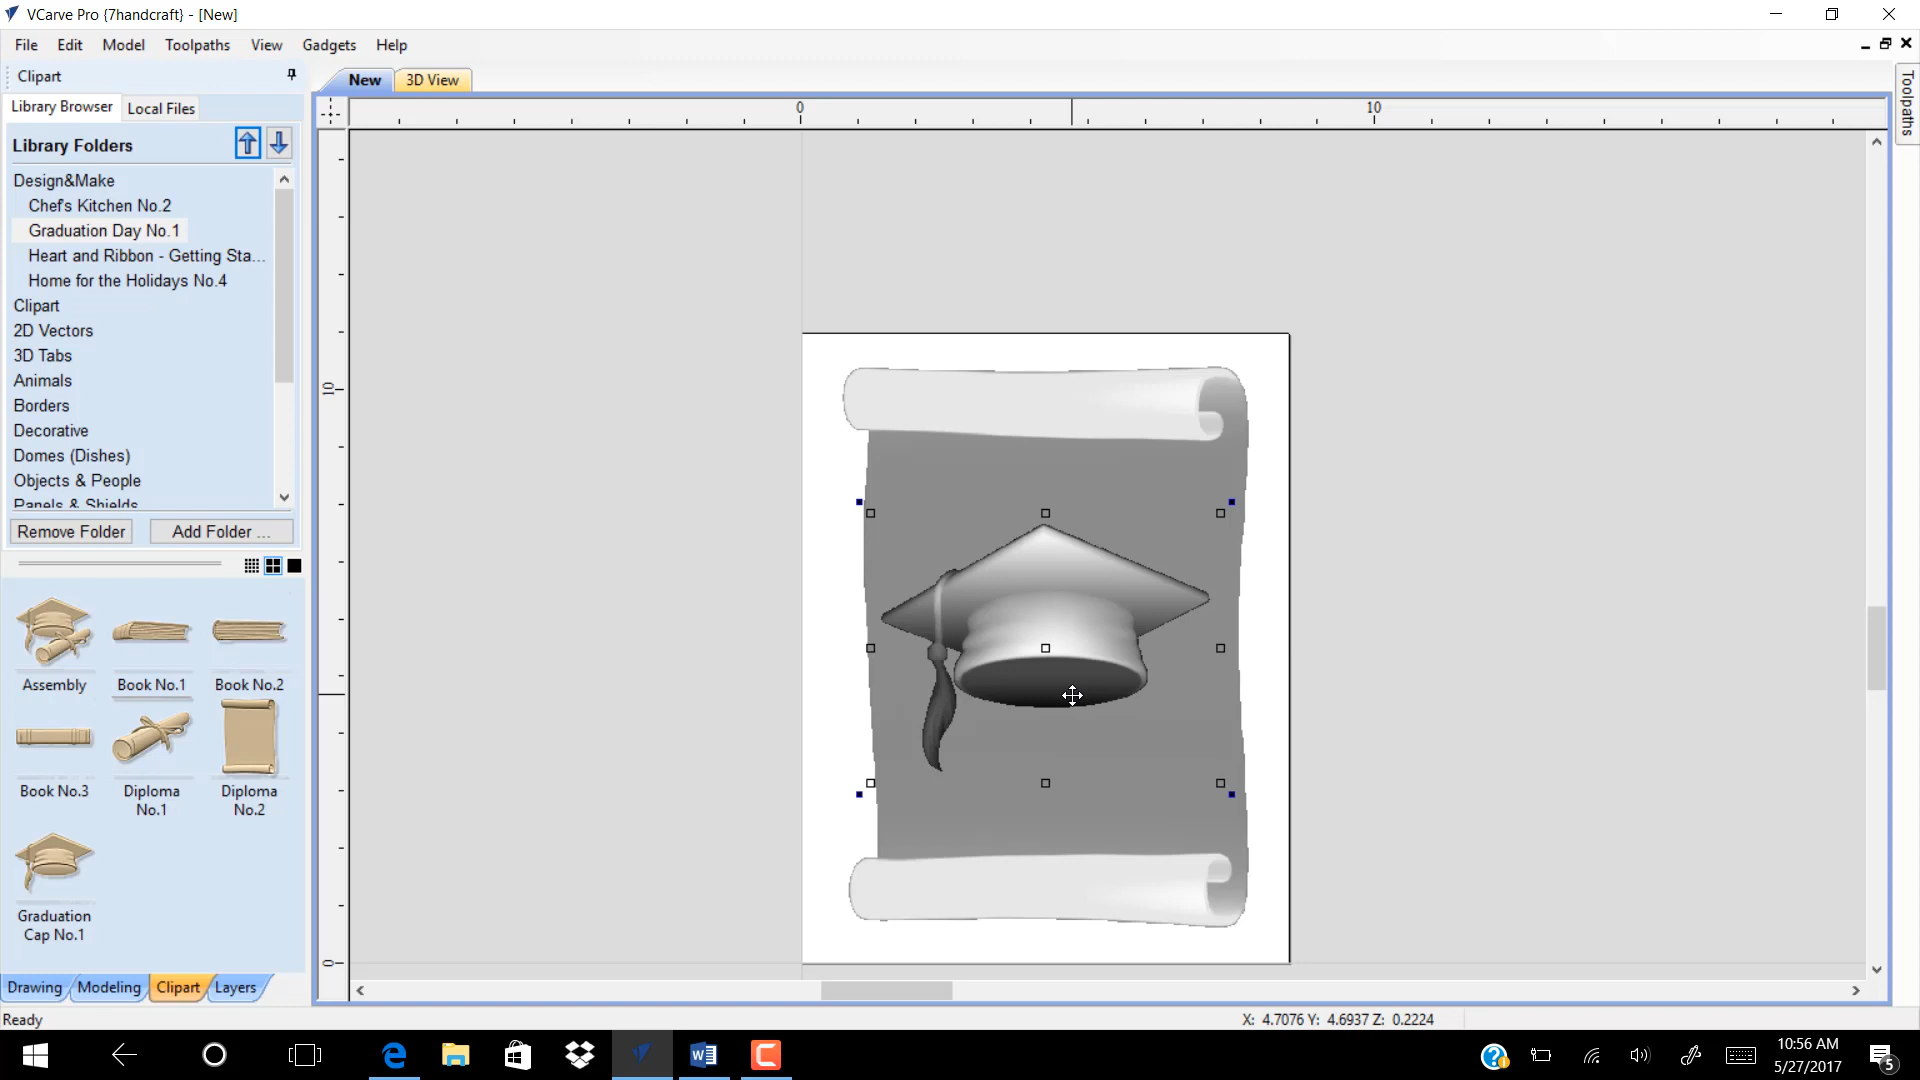 VCarve Pro {7handcraft} - [New]
File Edit Model Toolpaths View Gadgets Help
Clipart
New 3D View
Toolpaths
Library Browser Local Files
0 10
Library Folders
Design&Make
Chef's Kitchen No.2
Graduation Day No.1
Heart and Ribbon - Getting Sta...
Home for the Holidays No.4
Clipart
2D Vectors
3D Tabs
10
Animals
Borders
Decorative
Domes (Dishes)
Objects & People
Panels & Shields
Remove Folder Add Folder ...
Assembly Book No.1 Book No.2
Book No.3 Diploma No.1 Diploma No.2
Graduation Cap No.1
0
Drawing Modeling Clipart Layers
Ready X: 4.7076 Y: 4.6937 Z: 0.2224
10:56 AM
5/27/2017
5